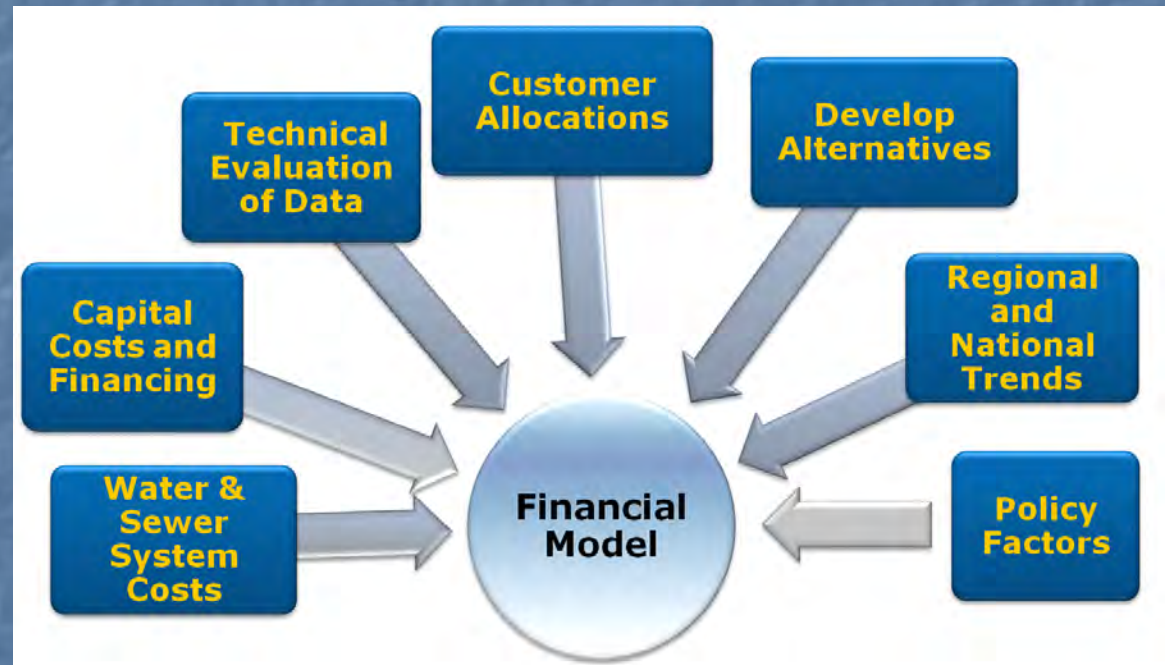 Customer
Allocations
Technical
Evaluation
of Data
Develop
Alternatives
Capital
Costs and
Financing
Regional
and
National
Trends
Water &
Sewer
System
Costs
Financial
Model
Policy
Factors